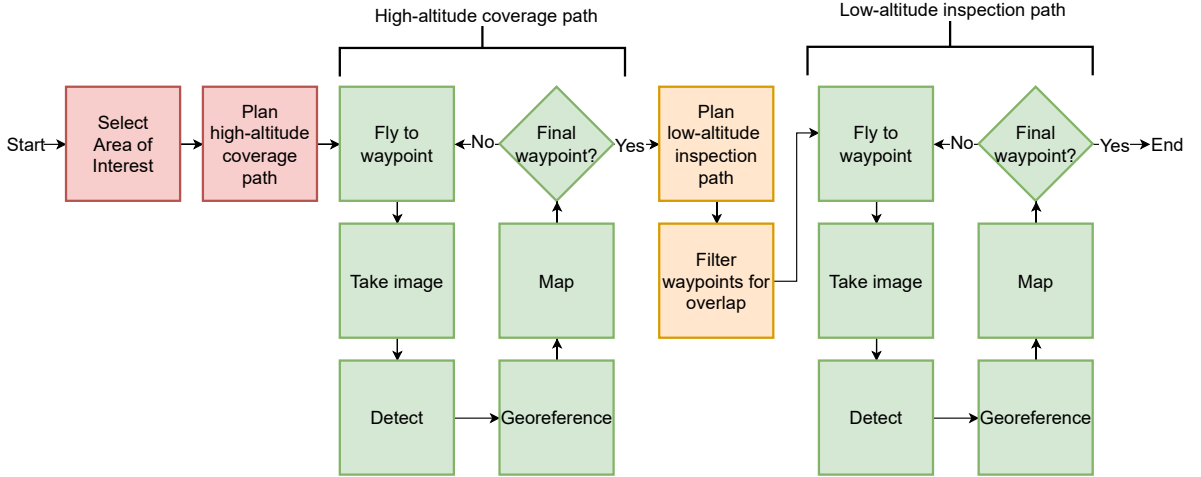 High-altitude coverage path
Low-altitude inspection path
Start
Select
Area of
Interest
Plan
high-altitude
coverage
path
Fly to
waypoint
No
Final
waypoint?
Yes
Plan
low-altitude
inspection
path
Fly to
waypoint
No
Final
waypoint?
Yes
End
Take image
Map
Filter
waypoints for
overlap
Take image
Map
Detect
Georeference
Detect
Georeference